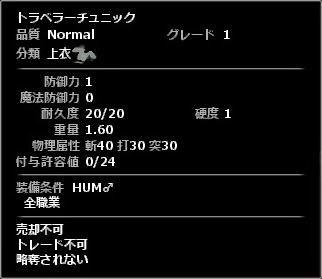 トラベラーチュニック
品質 Normal グレード 1
分類 上衣
防御力 1
魔法防御力 0
耐久度 20/20 硬度 1
重量 1.60
物理属性 斬40 打30 突30
付与許容値 0/24
装備条件 HUM♂
全職業
売却不可
トレード不可
略奪されない